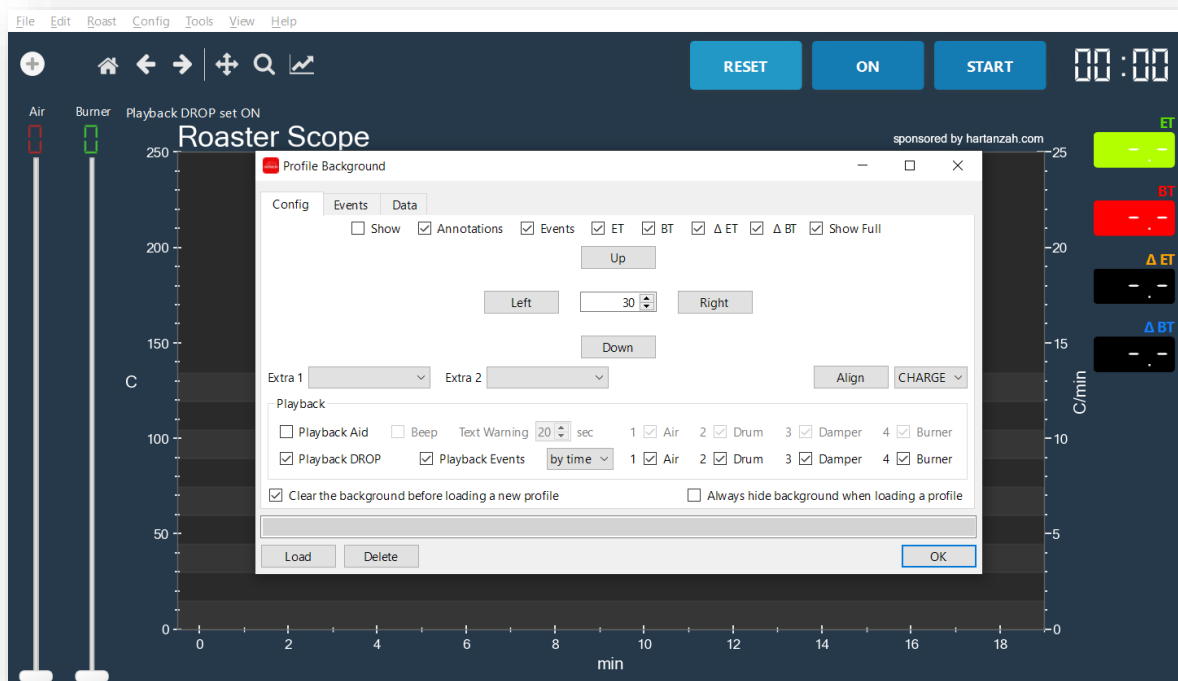 File Edit Roast Config Tools View Help
RESET ON START 00:00
Air Burner Playback DROP set ON
0 0
Roaster Scope
sponsored by hartanzah.com
ET
-.-
BT
-.-
Δ ET
-.-
Δ BT
-.-
250
200
150
100
50
0
C
25
20
15
10
5
0
C/min
0 2 4 6 8 10 12 14 16 18
min
Profile Background
Config Events Data
Show Annotations Events ET BT Δ ET Δ BT Show Full
Up
Left 30 Right
Down
Extra 1 Extra 2 Align CHARGE
Playback
Playback Aid Beep Text Warning 20 sec 1 Air 2 Drum 3 Damper 4 Burner
Playback DROP Playback Events by time 1 Air 2 Drum 3 Damper 4 Burner
Clear the background before loading a new profile Always hide background when loading a profile
Load Delete OK